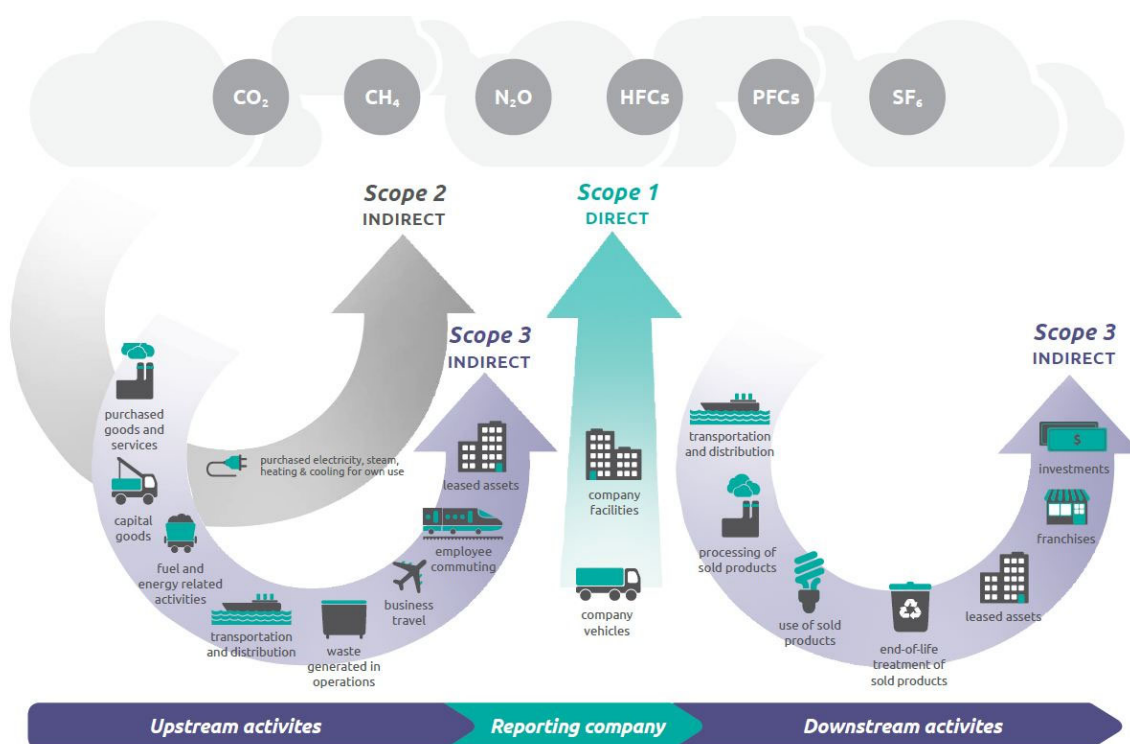 CO₂
CH₄
N₂O
HFCs
PFCs
SF₆
Scope 2
INDIRECT
Scope 1
DIRECT
Scope 3
INDIRECT
Scope 3
INDIRECT
purchased
goods and
services
capital
goods
fuel and
energy related
activities
transportation
and distribution
waste
generated in
operations
business
travel
employee
commuting
leased assets
purchased electricity, steam,
heating & cooling for own use
company
facilities
company
vehicles
transportation
and distribution
processing of
sold products
use of sold
products
end-of-life
treatment of
sold products
leased assets
franchises
$
investments
Upstream activites
Reporting company
Downstream activites